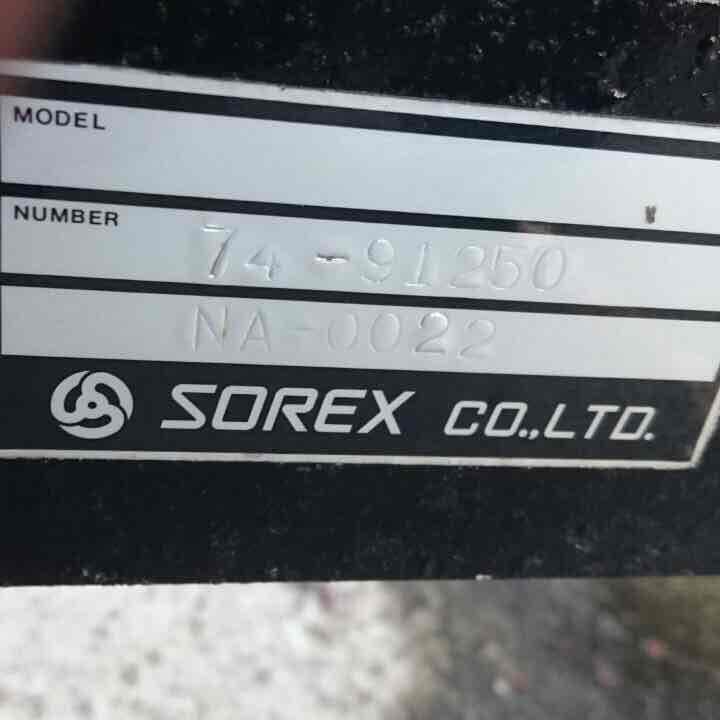 MODEL
NUMBER 74-91250
NA-0022
SOREX CO.,LTD.